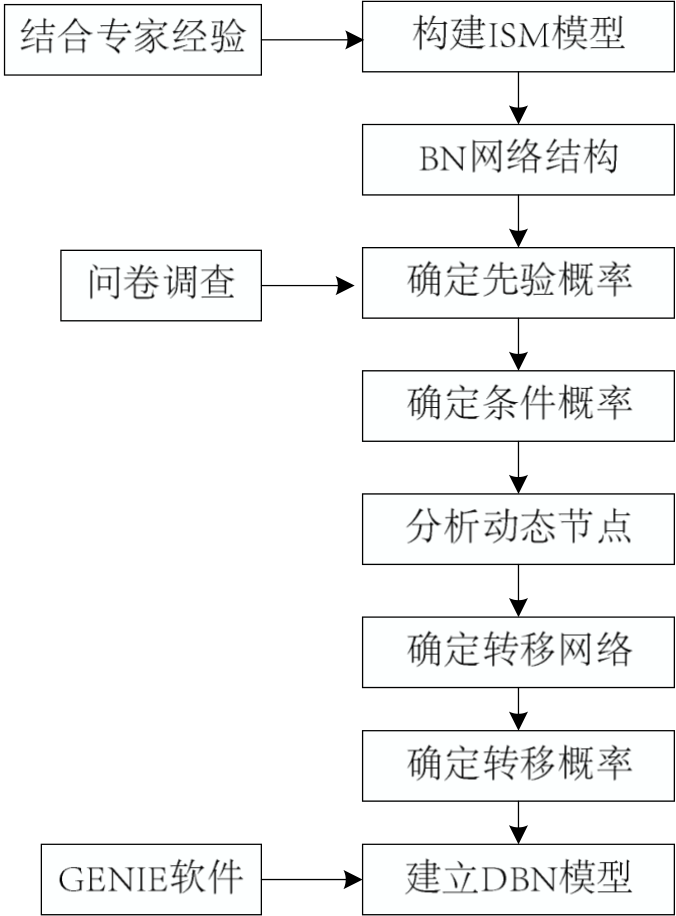 结合专家经验
构建ISM模型
BN网络结构
问卷调查
确定先验概率
确定条件概率
分析动态节点
确定转移网络
确定转移概率
GENIE软件
建立DBN模型